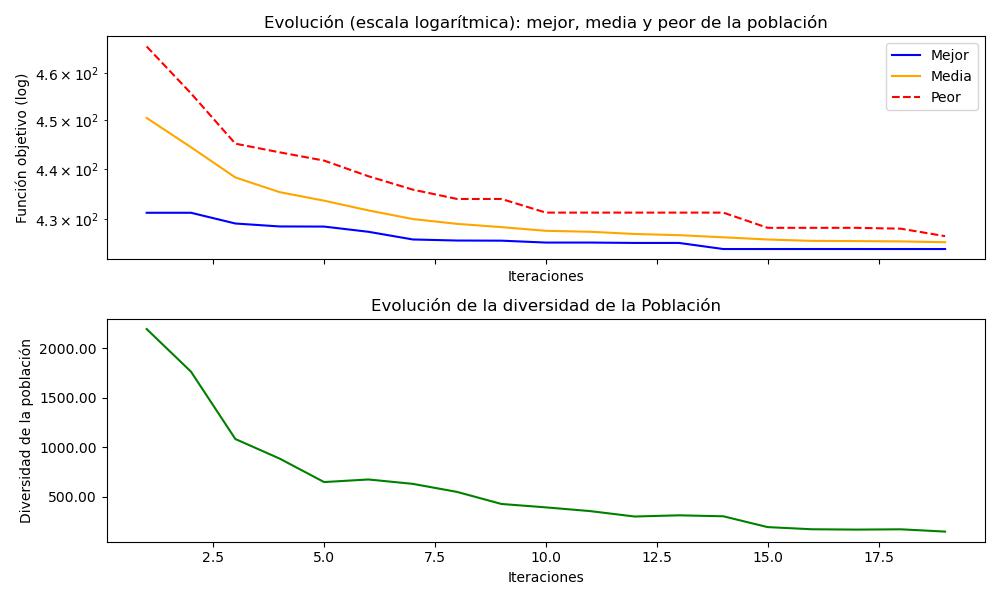 Evolución (escala logarítmica): mejor, media y peor de la población
Función objetivo (log)
4.6 × 10²
4.5 × 10²
4.4 × 10²
4.3 × 10²
Mejor
Media
Peor
Iteraciones
Evolución de la diversidad de la Población
Diversidad de la población
2000.00
1500.00
1000.00
500.00
2.5 5.0 7.5 10.0 12.5 15.0 17.5
Iteraciones